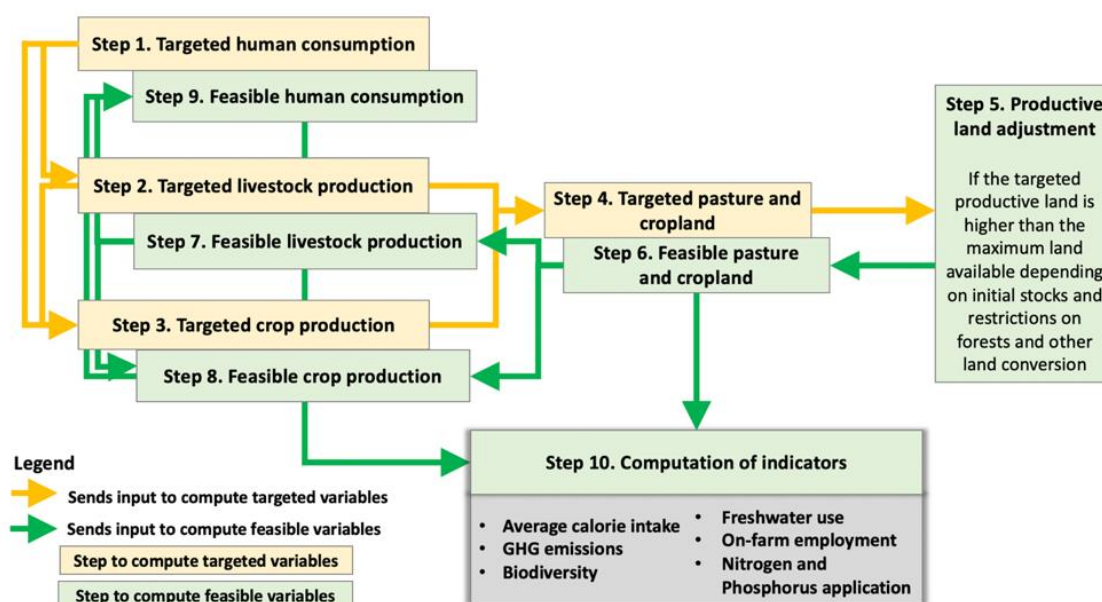 Step 1. Targeted human consumption
Step 9. Feasible human consumption
Step 2. Targeted livestock production
Step 7. Feasible livestock production
Step 3. Targeted crop production
Step 8. Feasible crop production
Step 4. Targeted pasture and
cropland
Step 6. Feasible pasture
and cropland
Step 5. Productive
land adjustment
If the targeted
productive land is
higher than the
maximum land
available depending
on initial stocks and
restrictions on
forests and other
land conversion
Step 10. Computation of indicators
• Average calorie intake
• GHG emissions
• Biodiversity
• Freshwater use
• On-farm employment
• Nitrogen and
Phosphorus application
Legend
Sends input to compute targeted variables
Sends input to compute feasible variables
Step to compute targeted variables
Step to compute feasible variables